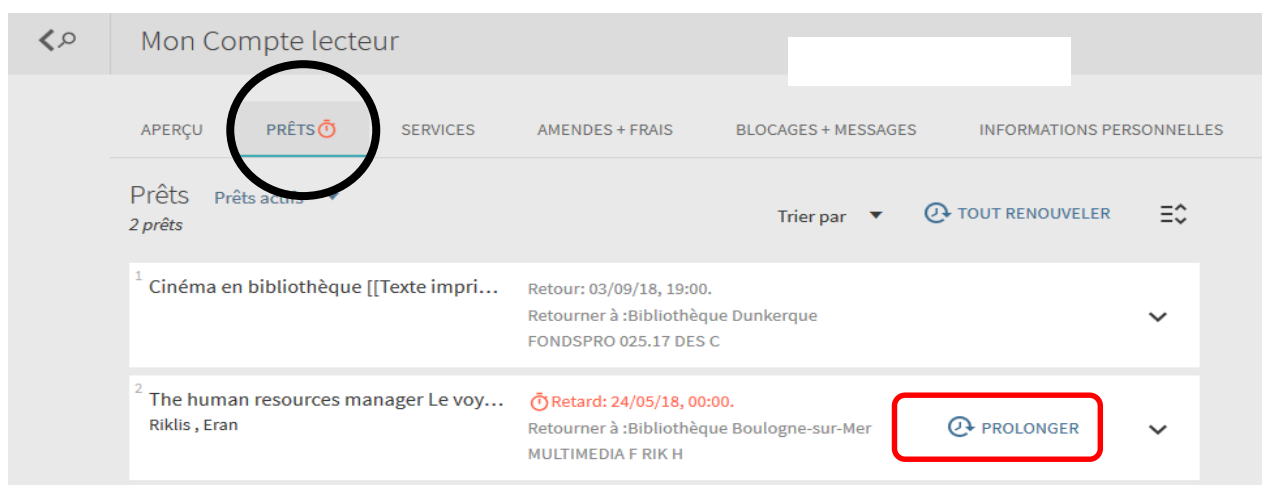 Mon Compte lecteur
APERÇU PRÊTS SERVICES AMENDES + FRAIS BLOCAGES + MESSAGES INFORMATIONS PERSONNELLES
Prêts Prêts actifs
2 prêts
Trier par TOUT RENOUVELER
1 Cinéma en bibliothèque [[Texte impri... Retour: 03/09/18, 19:00.
Retourner à :Bibliothèque Dunkerque
FONDSPRO 025.17 DES C
2 The human resources manager Le voy... Retard: 24/05/18, 00:00.
Riklis , Eran Retourner à :Bibliothèque Boulogne-sur-Mer PROLONGER
MULTIMEDIA F RIK H